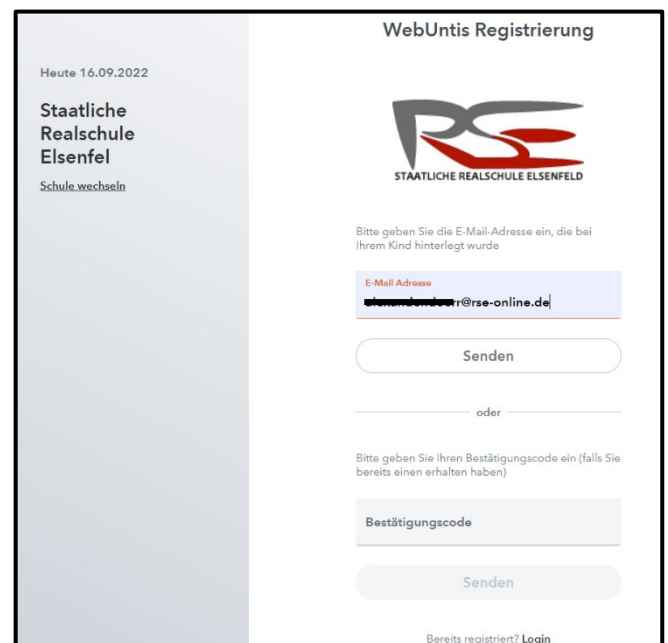 WebUntis Registrierung
Heute 16.09.2022
Staatliche
Realschule
Elsenfel
Schule wechseln
RSE
STAATLICHE REALSCHULE ELSENFELD
Bitte geben Sie die E-Mail-Adresse ein, die bei
Ihrem Kind hinterlegt wurde
E-Mail Adresse
r@rse-online.de
Senden
oder
Bitte geben Sie Ihren Bestätigungscode ein (falls Sie
bereits einen erhalten haben)
Bestätigungscode
Senden
Bereits registriert? Login